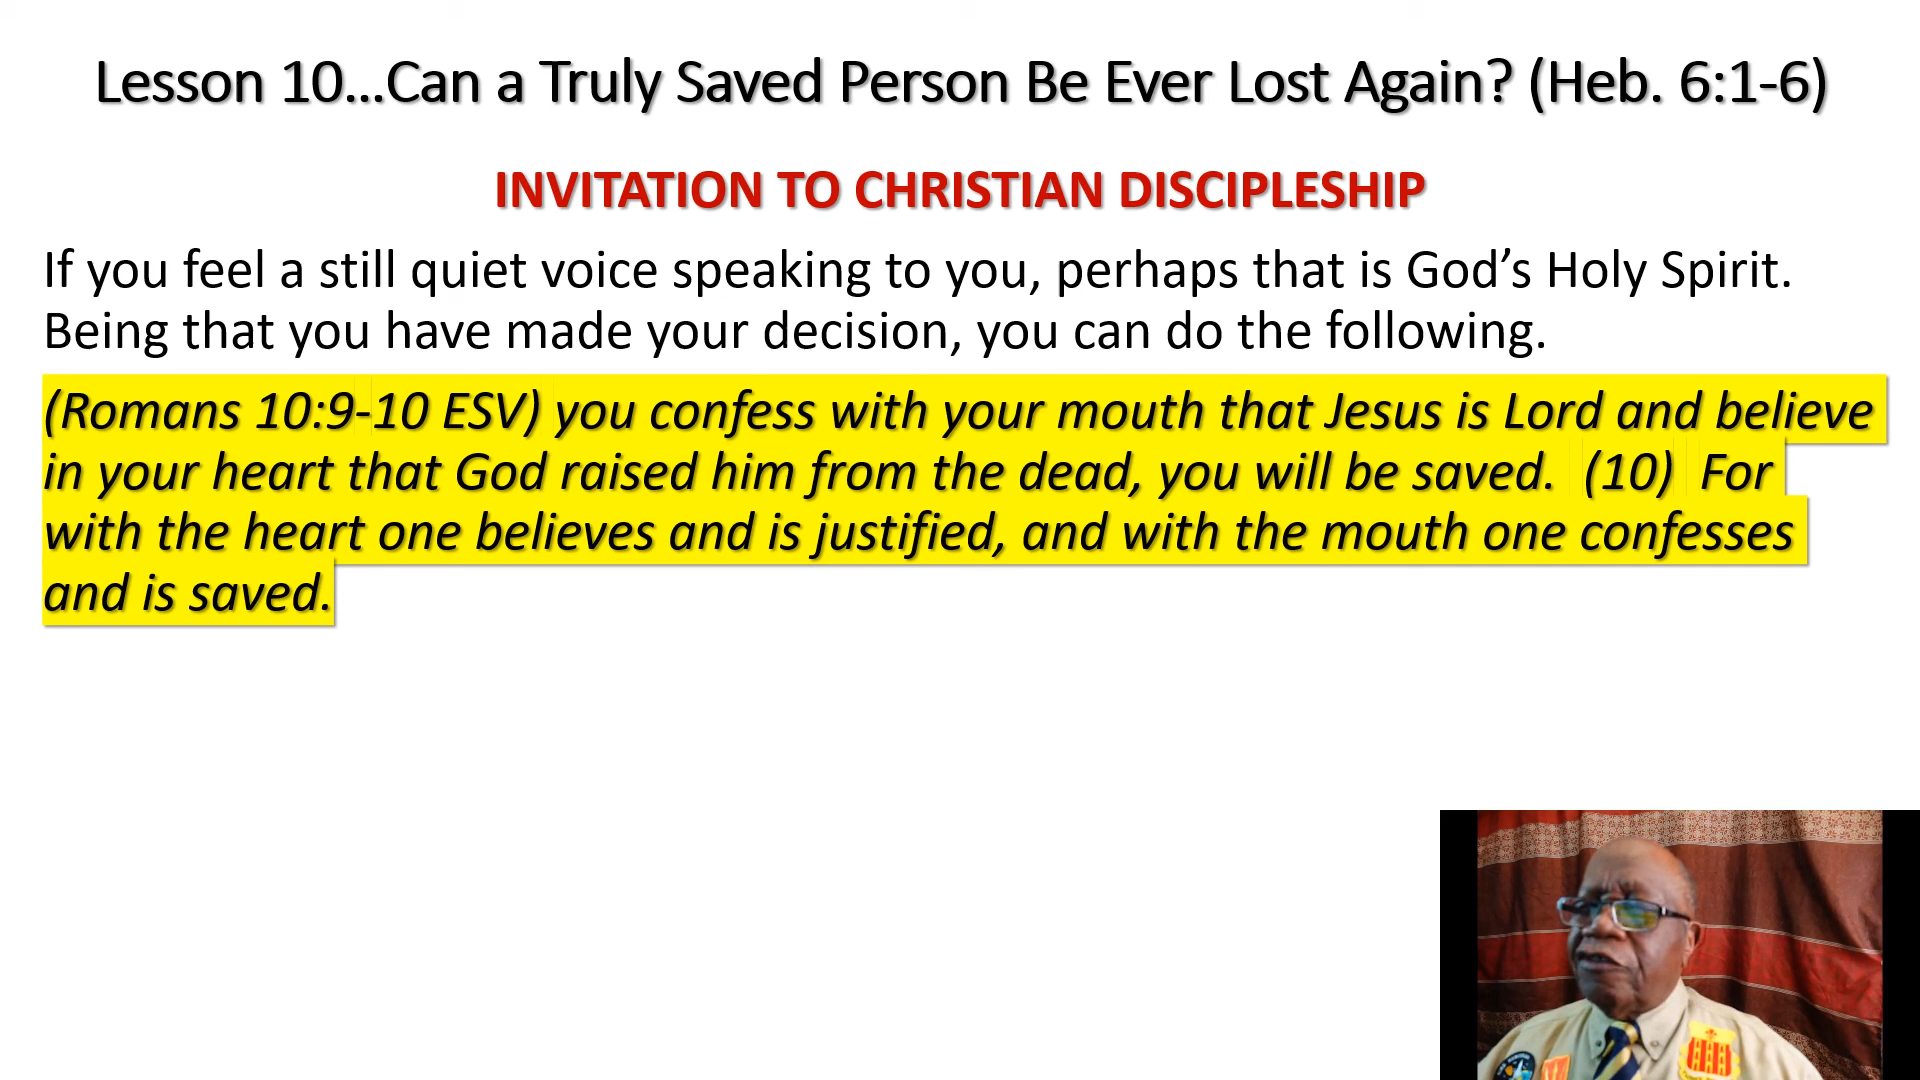 Lesson 10...Can a Truly Saved Person Be Ever Lost Again? (Heb. 6:1-6)
INVITATION TO CHRISTIAN DISCIPLESHIP
If you feel a still quiet voice speaking to you, perhaps that is God’s Holy Spirit.
Being that you have made your decision, you can do the following.
(Romans 10:9-10 ESV) you confess with your mouth that Jesus is Lord and believe
in your heart that God raised him from the dead, you will be saved. (10) For
with the heart one believes and is justified, and with the mouth one confesses
and is saved.